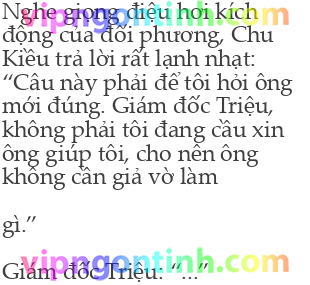 Nghe giọng điệu hơi kích
vipngontinh.com
động của đối phương, Chu
Kiều trả lời rất lạnh nhạt:
“Câu này phải để tôi hỏi ông
mới đúng. Giám đốc Triệu,
không phải tôi đang cầu xin
ông giúp tôi, cho nên ông
không cần giả vờ làm
gì.”
vipngontinh.com
Giám đốc Triệu: “...”